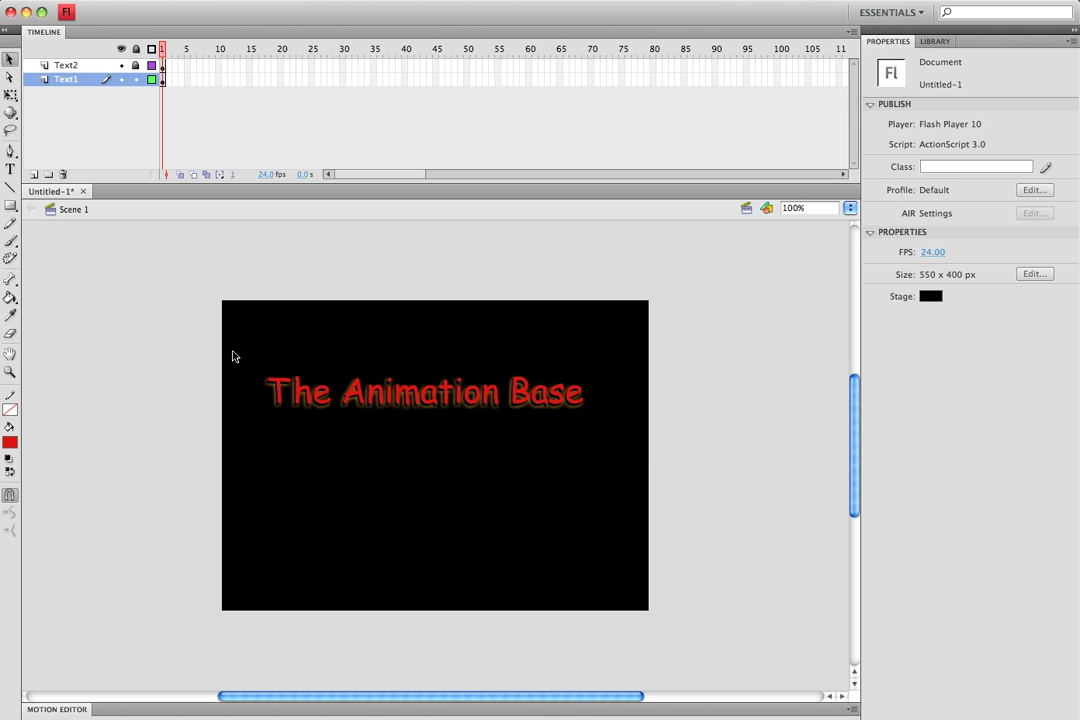 Fl
ESSENTIALS
TIMELINE
1 5 10 15 20 25 30 35 40 45 50 55 60 65 70 75 80 85 90 95 100 105 11
Text2
Text1
1 24.0 fps 0.0 s
Untitled-1*
Scene 1
100%
The Animation Base
MOTION EDITOR
PROPERTIES LIBRARY
Fl
Document
Untitled-1
PUBLISH
Player: Flash Player 10
Script: ActionScript 3.0
Class:
Profile: Default Edit...
AIR Settings Edit...
PROPERTIES
FPS: 24.00
Size: 550 x 400 px Edit...
Stage:
T